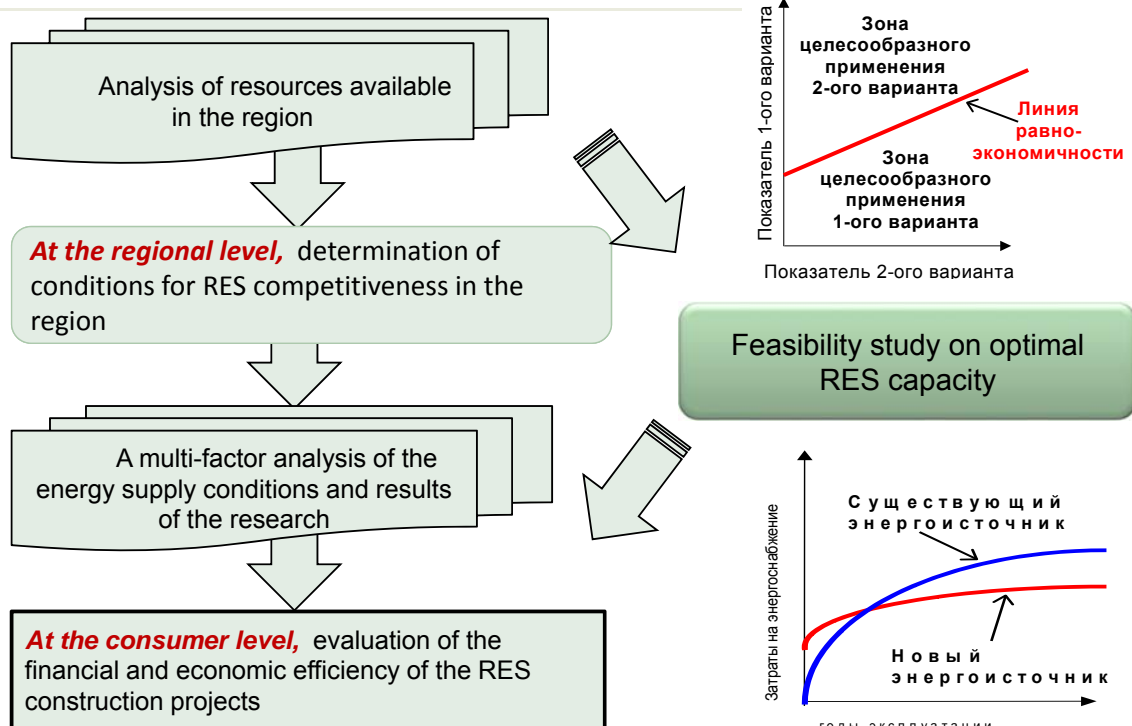 Analysis of resources available
in the region
At the regional level, determination of
conditions for RES competitiveness in the
region
A multi-factor analysis of the
energy supply conditions and results
of the research
At the consumer level, evaluation of the
financial and economic efficiency of the RES
construction projects
Показатель 1-ого варианта
Зона
целесообразного
применения
2-ого варианта
Линия
равно-
экономичности
Зона
целесообразного
применения
1-ого варианта
Показатель 2-ого варианта
Feasibility study on optimal
RES capacity
Затраты на энергоснабжение
Существующий
энергоисточник
Новый
энергоисточник
годы эксплуатации